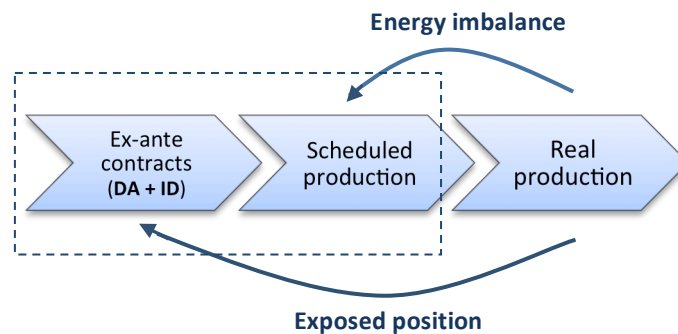 Energy imbalance
Ex-ante
contracts
(DA + ID)
Scheduled
production
Real
production
Exposed position